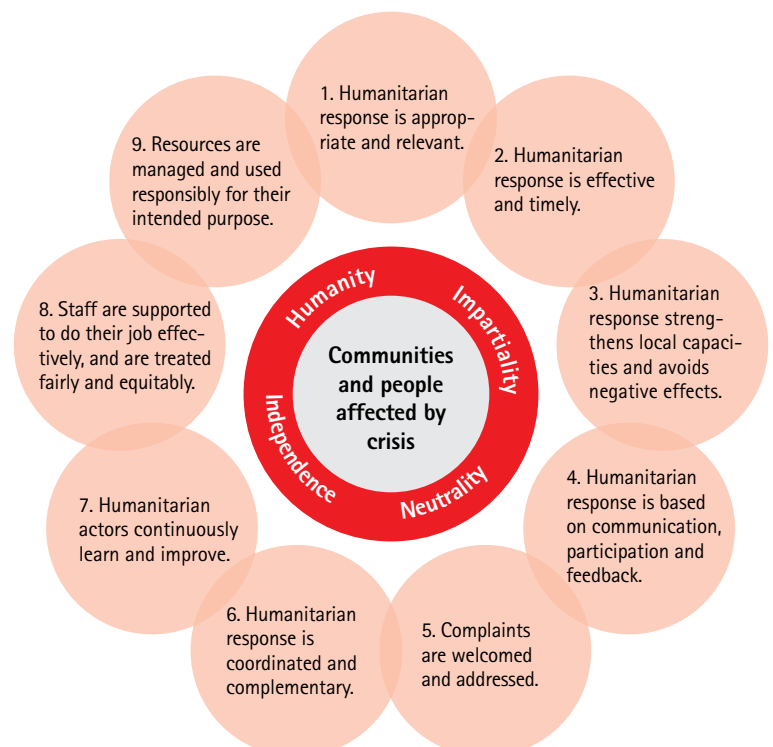 1. Humanitarian
response is approp-
riate and relevant.
2. Humanitarian
response is effective
and timely.
3. Humanitarian
response streng-
thens local capaci-
ties and avoids
negative effects.
4. Humanitarian
response is based
on communication,
participation and
feedback.
5. Complaints
are welcomed
and addressed.
6. Humanitarian
response is
coordinated and
complementary.
7. Humanitarian
actors continuously
learn and improve.
8. Staff are supported
to do their job effec-
tively, and are treated
fairly and equitably.
9. Resources are
managed and used
responsibly for their
intended purpose.
Humanity
Impartiality
Neutrality
Independence
Communities
and people
affected by
crisis